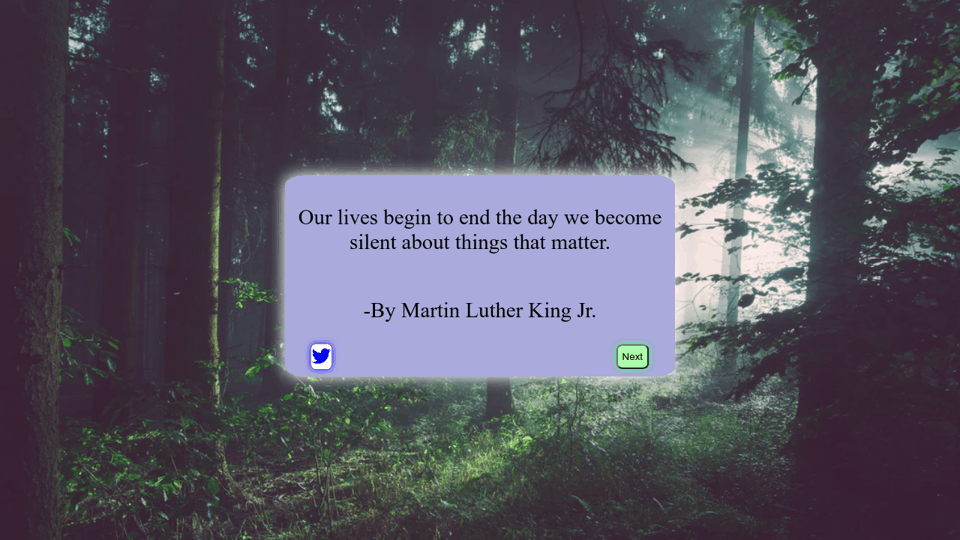 Our lives begin to end the day we become
silent about things that matter.
-By Martin Luther King Jr.
Next